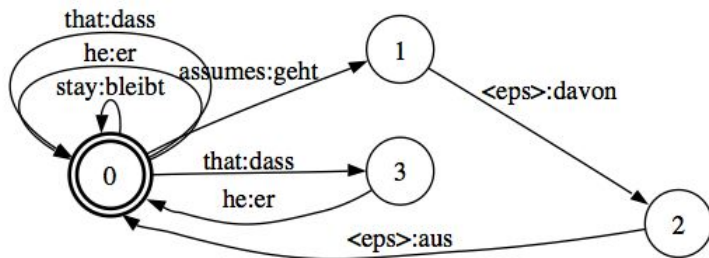 that:dass
he:er
stay:bleibt
assumes:geht
1
<eps>:davon
0
that:dass
3
he:er
2
<eps>:aus